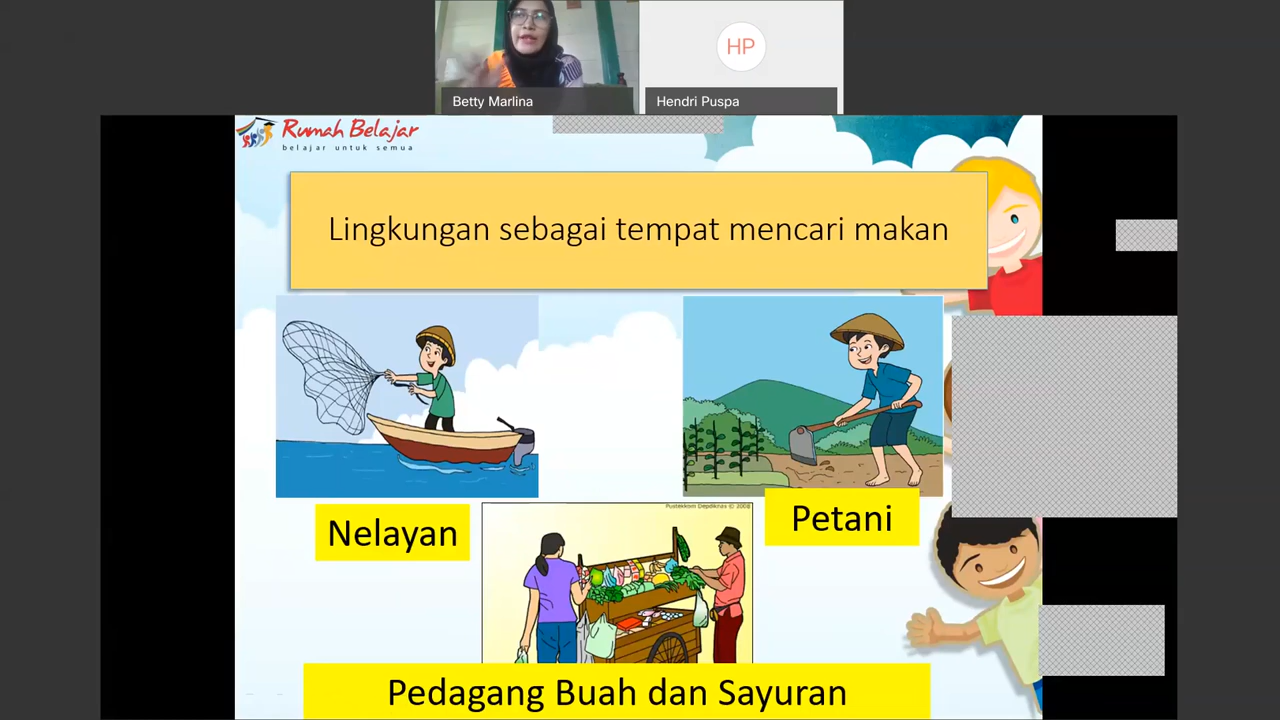 HP
Betty Marlina
Hendri Puspa
Rumah Belajar
belajar untuk semua
Lingkungan sebagai tempat mencari makan
Nelayan
Petani
Pustekkom Depdiknas © 2008
Pedagang Buah dan Sayuran